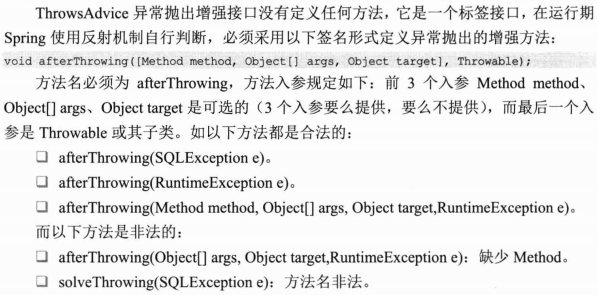 ThrowsAdvice 异常抛出增强接口没有定义任何方法，它是一个标签接口，在运行期
Spring 使用反射机制自行判断，必须采用以下签名形式定义异常抛出的增强方法：
void afterThrowing([Method method, Object[] args, Object target], Throwable);
方法名必须为 afterThrowing，方法入参规定如下：前 3 个入参 Method method、
Object[] args、Object target 是可选的（3 个入参要么提供，要么不提供），而最后一个入
参是 Throwable 或其子类。如以下方法都是合法的：
❑ afterThrowing(SQLException e)。
❑ afterThrowing(RuntimeException e)。
❑ afterThrowing(Method method, Object[] args, Object target,RuntimeException e)。
而以下方法是非法的：
❑ afterThrowing(Object[] args, Object target,RuntimeException e)：缺少 Method。
❑ solveThrowing(SQLException e)：方法名非法。